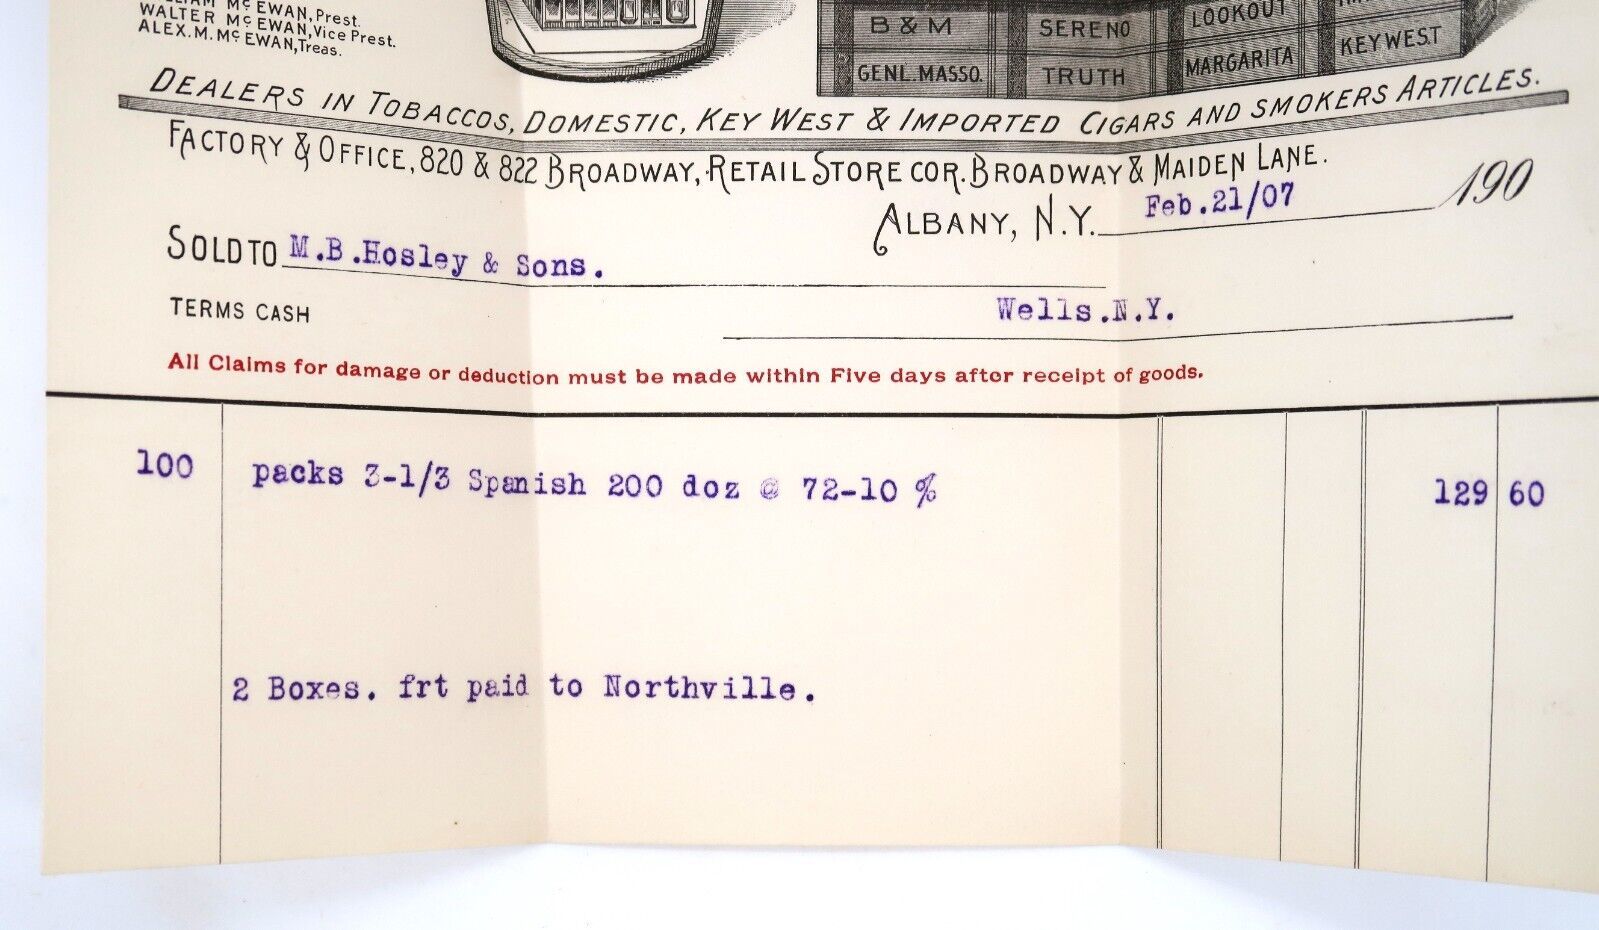 McEWAN, Prest.
WALTER McEWAN, Vice Prest.
ALEX. M. McEWAN, Treas.
B & M
SERENO
LOOKOUT
GENL. MASSO.
TRUTH
MARGARITA
KEY WEST
DEALERS IN TOBACCOS, DOMESTIC, KEY WEST & IMPORTED CIGARS AND SMOKERS ARTICLES.
FACTORY & OFFICE, 820 & 822 BROADWAY, RETAIL STORE COR. BROADWAY & MAIDEN LANE.
ALBANY, N.Y. Feb.21/07 190
SOLD TO M.B.Hosley & Sons.
TERMS CASH Wells.N.Y.
All Claims for damage or deduction must be made within Five days after receipt of goods.
100 packs 3-1/3 Spanish 200 doz @ 72-10 % 129 60
2 Boxes. frt paid to Northville.